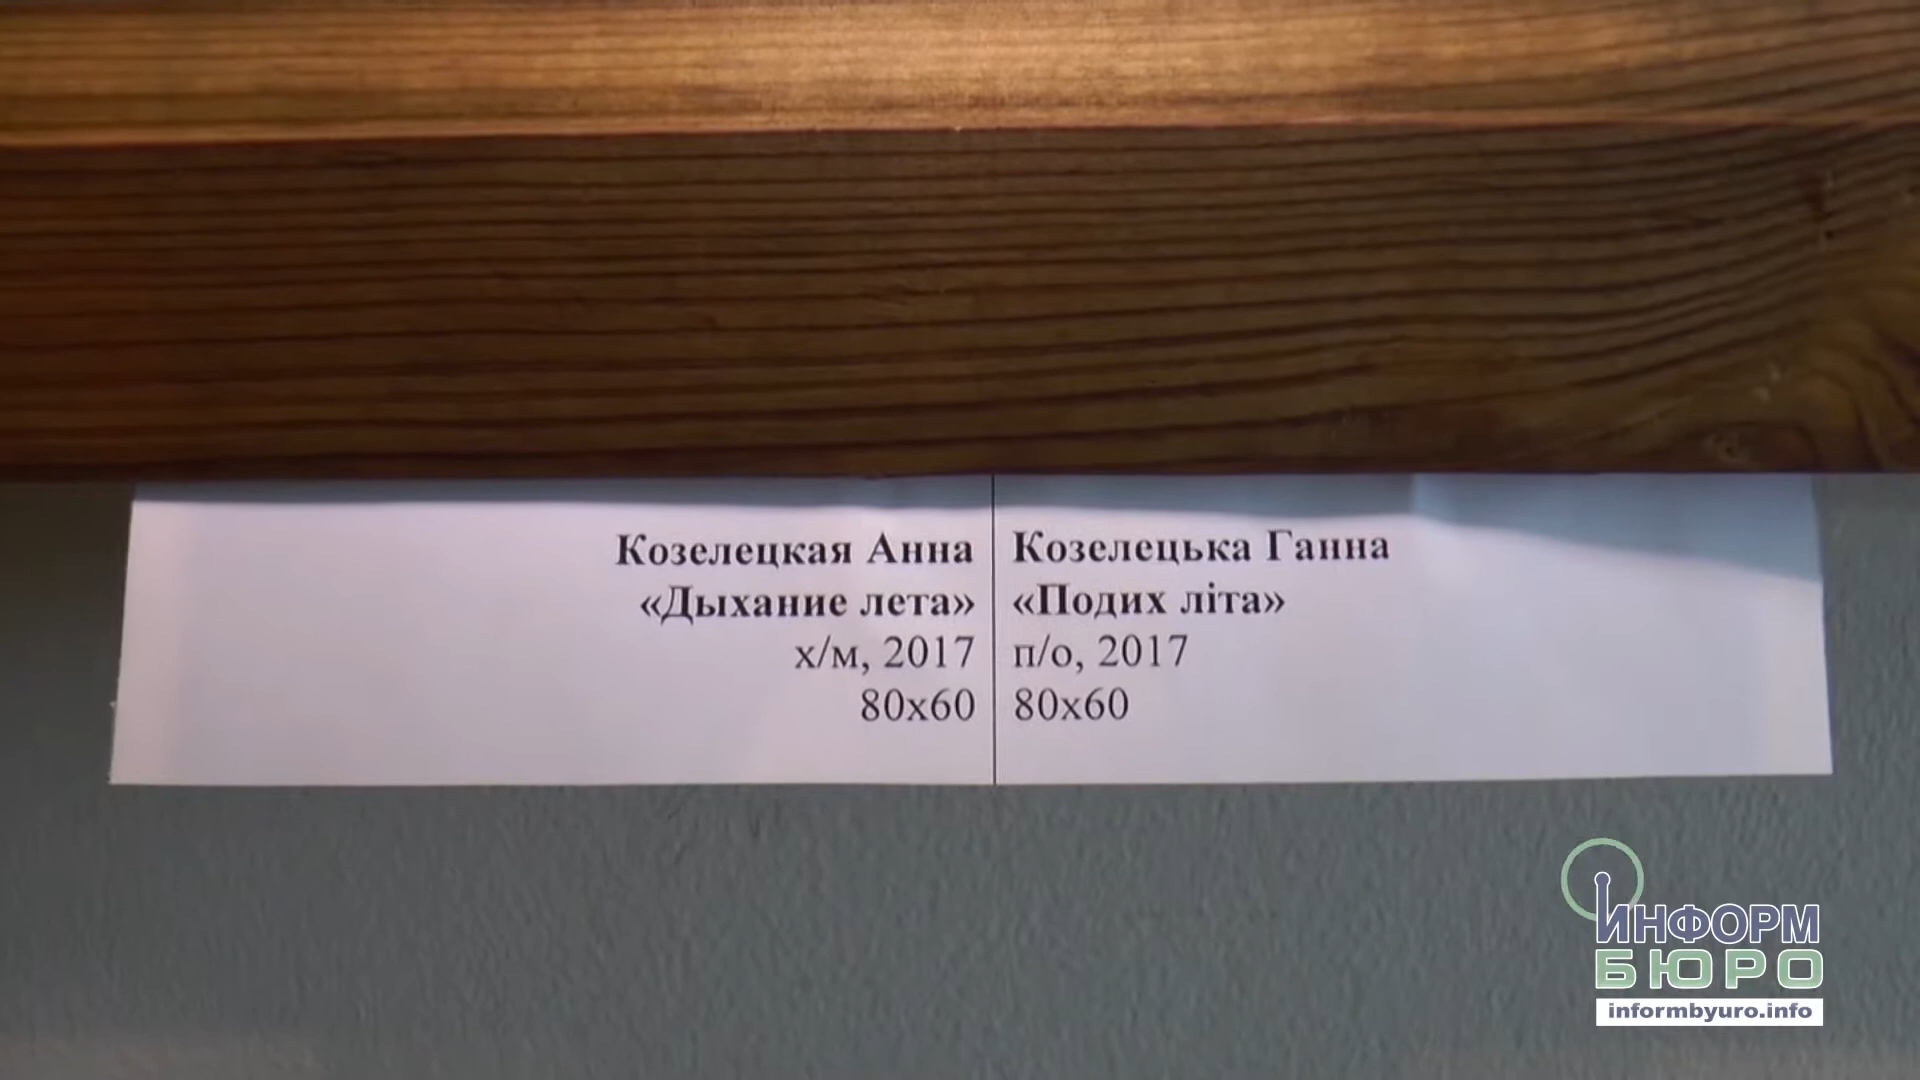 Козелецкая Анна
«Дыхание лета»
х/м, 2017
80х60
Козелецька Ганна
«Подих літа»
п/о, 2017
80х60
ИНФОРМ
БЮРО
informbyuro.info